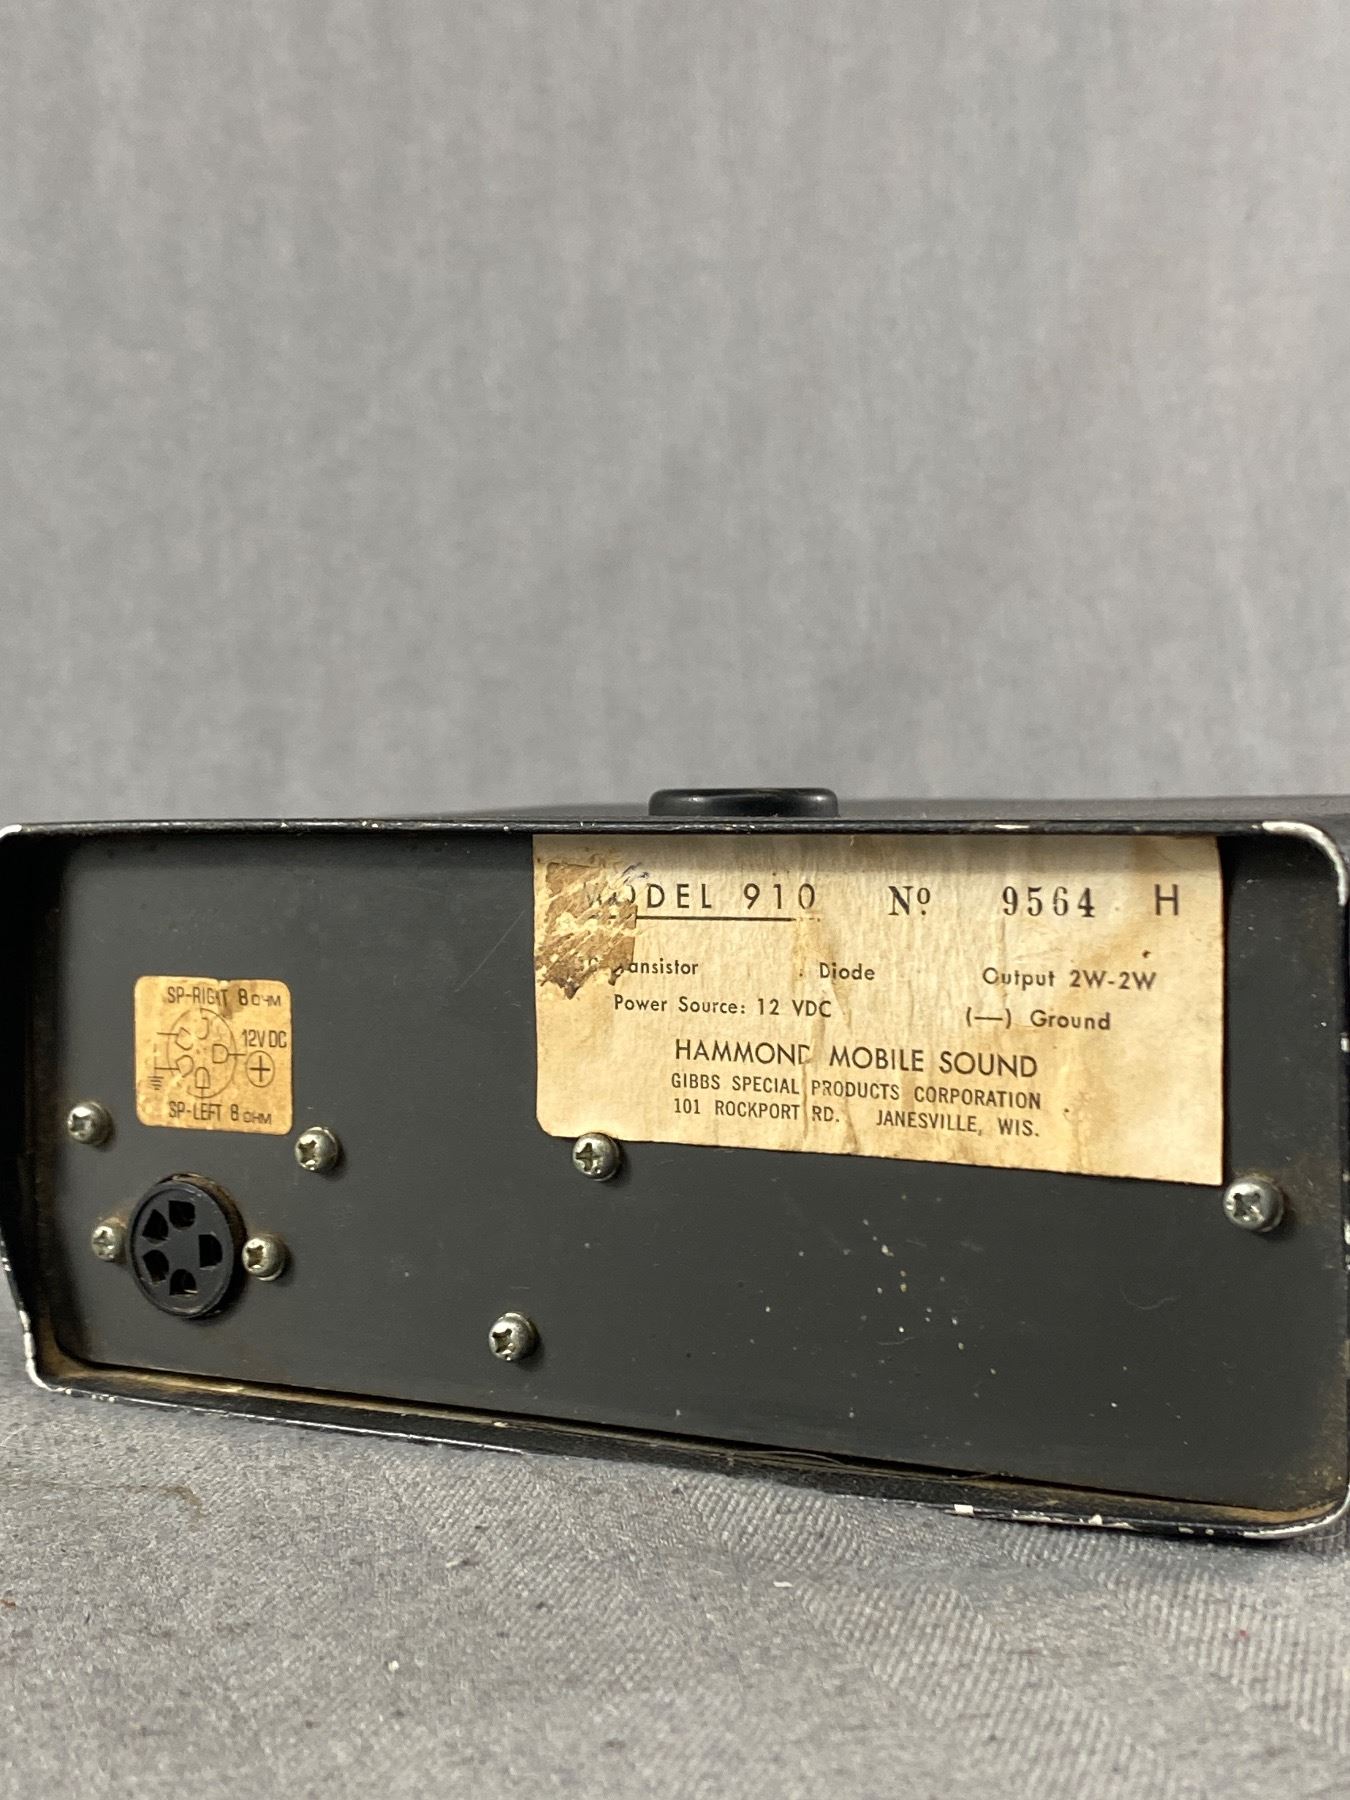 MODEL 910 Nº 9564 H
Transistor Diode Output 2W-2W
Power Source: 12 VDC (—) Ground
HAMMOND MOBILE SOUND
GIBBS SPECIAL PRODUCTS CORPORATION
101 ROCKPORT RD. JANESVILLE, WIS.
SP-RIGHT 8 OHM
12V DC
+
SP-LEFT 8 OHM